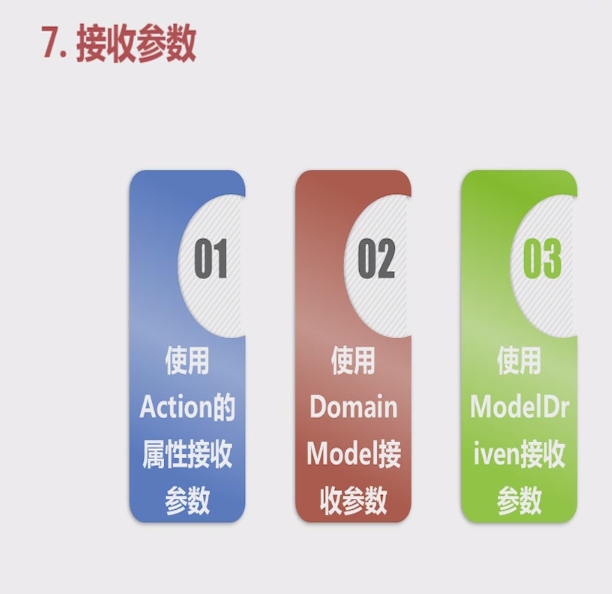 7. 接收参数
01
使用
Action的
属性接收
参数
02
使用
Domain
Model接
收参数
03
使用
ModelDr
iven接收
参数